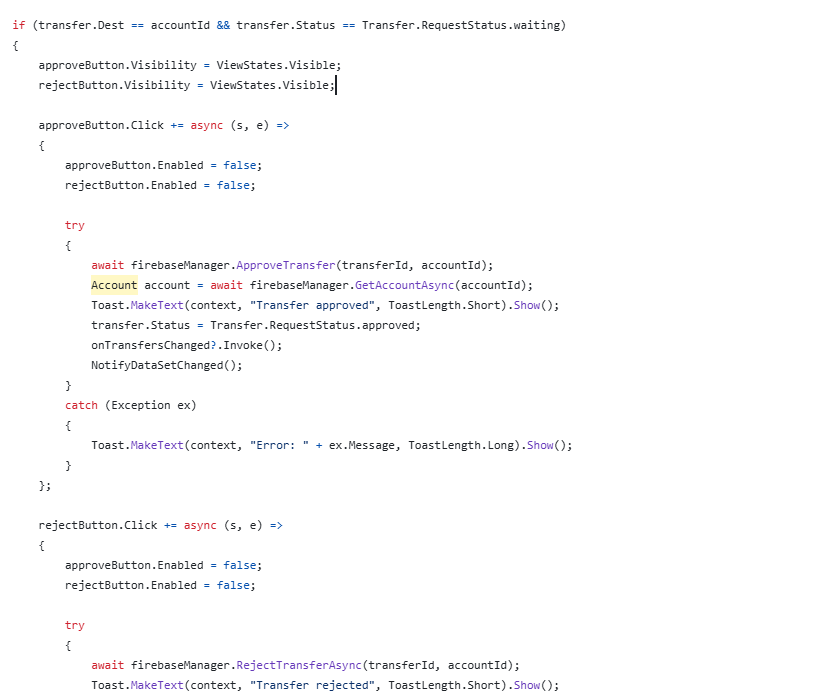 if (transfer.Dest == accountId && transfer.Status == Transfer.RequestStatus.waiting)
{
    approveButton.Visibility = ViewStates.Visible;
    rejectButton.Visibility = ViewStates.Visible;

    approveButton.Click += async (s, e) =>
    {
        approveButton.Enabled = false;
        rejectButton.Enabled = false;

        try
        {
            await firebaseManager.ApproveTransfer(transferId, accountId);
            Account account = await firebaseManager.GetAccountAsync(accountId);
            Toast.MakeText(context, "Transfer approved", ToastLength.Short).Show();
            transfer.Status = Transfer.RequestStatus.approved;
            onTransfersChanged?.Invoke();
            NotifyDataSetChanged();
        }
        catch (Exception ex)
        {
            Toast.MakeText(context, "Error: " + ex.Message, ToastLength.Long).Show();
        }
    };

    rejectButton.Click += async (s, e) =>
    {
        approveButton.Enabled = false;
        rejectButton.Enabled = false;

        try
        {
            await firebaseManager.RejectTransferAsync(transferId, accountId);
            Toast.MakeText(context, "Transfer rejected", ToastLength.Short).Show();